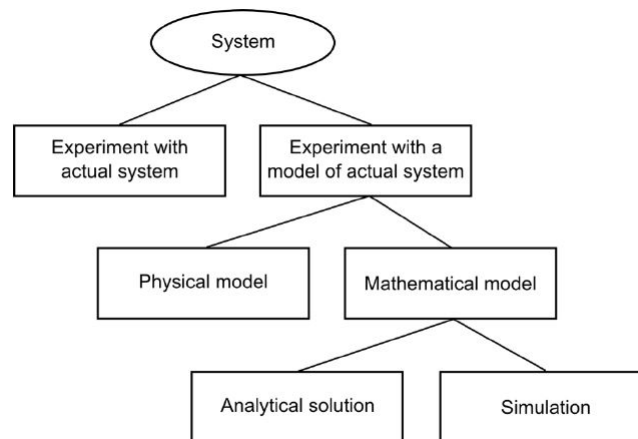 System
Experiment with
actual system
Experiment with a
model of actual system
Physical model
Mathematical model
Analytical solution
Simulation